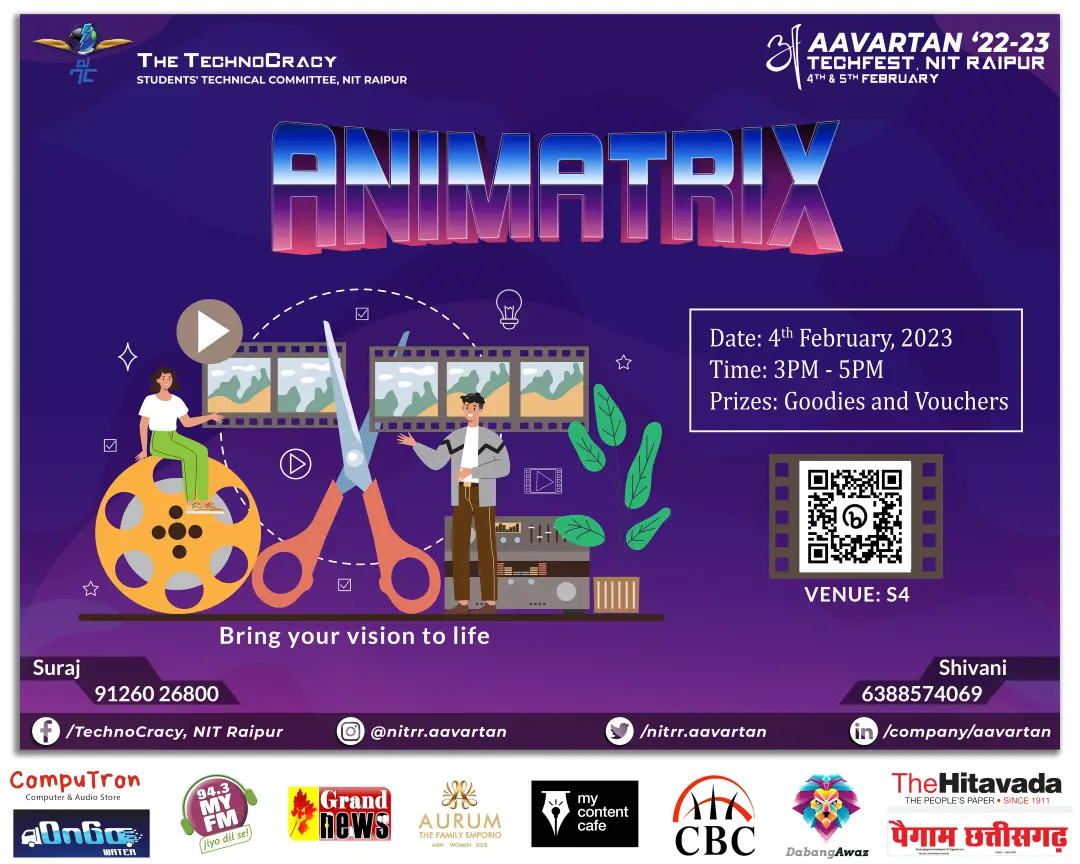 THE TECHNOCRACY
STUDENTS' TECHNICAL COMMITTEE, NIT RAIPUR
AAVARTAN ‘22-23
TECHFEST, NIT RAIPUR
4TH & 5TH FEBRUARY
ANIMATRIX
Date: 4th February, 2023
Time: 3PM - 5PM
Prizes: Goodies and Vouchers
VENUE: S4
Bring your vision to life
Suraj
91260 26800
Shivani
6388574069
/TechnoCracy, NIT Raipur
@nitrr.aavartan
/nitrr.aavartan
/company/aavartan
CompuTron
Computer & Audio Store
OnGo
WATER
94.3
MY
FM
jiyo dil se!
Grand
news
AURUM
THE FAMILY EMPORIO
MEN WOMEN KIDS
my
content
cafe
CBC
DabangAwaz
TheHitavada
THE PEOPLE'S PAPER • SINCE 1911
पैगाम छत्तीसगढ़